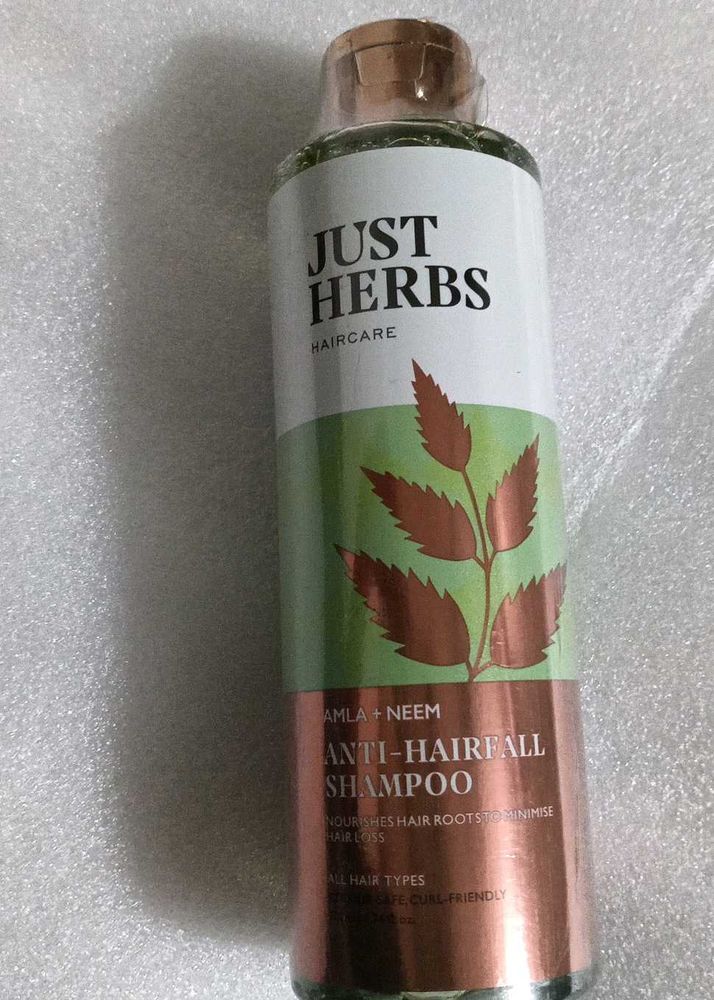 JUST
HERBS
HAIRCARE
AMLA + NEEM
ANTI-HAIRFALL
SHAMPOO
NOURISHES HAIR ROOTS TO MINIMISE
HAIR LOSS
ALL HAIR TYPES
SAFE, CURL-FRIENDLY